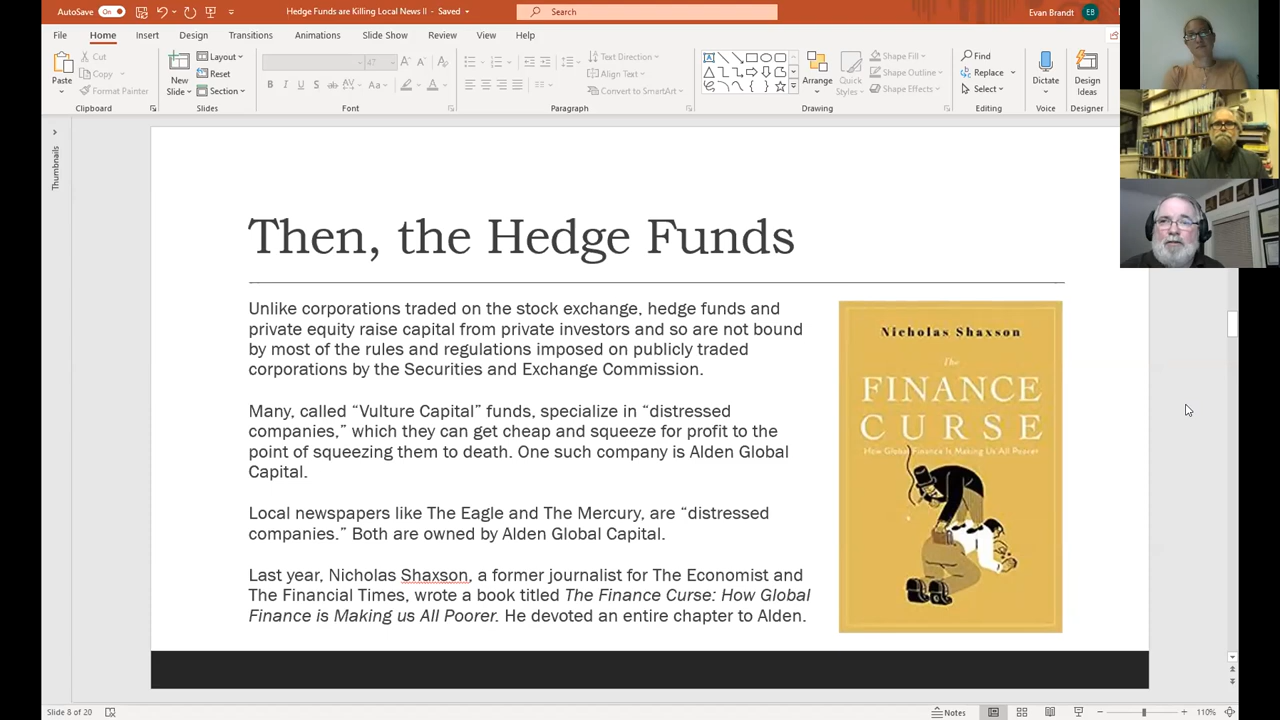 AutoSave On Hedge Funds are Killing Local News II - Saved Search Evan Brandt EB
File Home Insert Design Transitions Animations Slide Show Review View Help
Paste Cut Copy Format Painter
Clipboard
New Slide Layout Reset Section
Slides
47
Font
Text Direction Align Text Convert to SmartArt
Paragraph
Arrange Quick Styles Shape Fill Shape Outline Shape Effects
Drawing
Find Replace Select
Editing
Dictate
Voice
Design Ideas
Designer
Thumbnails
Then, the Hedge Funds
Unlike corporations traded on the stock exchange, hedge funds and
private equity raise capital from private investors and so are not bound
by most of the rules and regulations imposed on publicly traded
corporations by the Securities and Exchange Commission.
Many, called “Vulture Capital” funds, specialize in “distressed
companies,” which they can get cheap and squeeze for profit to the
point of squeezing them to death. One such company is Alden Global
Capital.
Local newspapers like The Eagle and The Mercury, are “distressed
companies.” Both are owned by Alden Global Capital.
Last year, Nicholas Shaxson, a former journalist for The Economist and
The Financial Times, wrote a book titled The Finance Curse: How Global
Finance is Making us All Poorer. He devoted an entire chapter to Alden.
Nicholas Shaxson
The
FINANCE
CURSE
How Global Finance Is Making Us All Poorer
Slide 8 of 20 Notes 110%